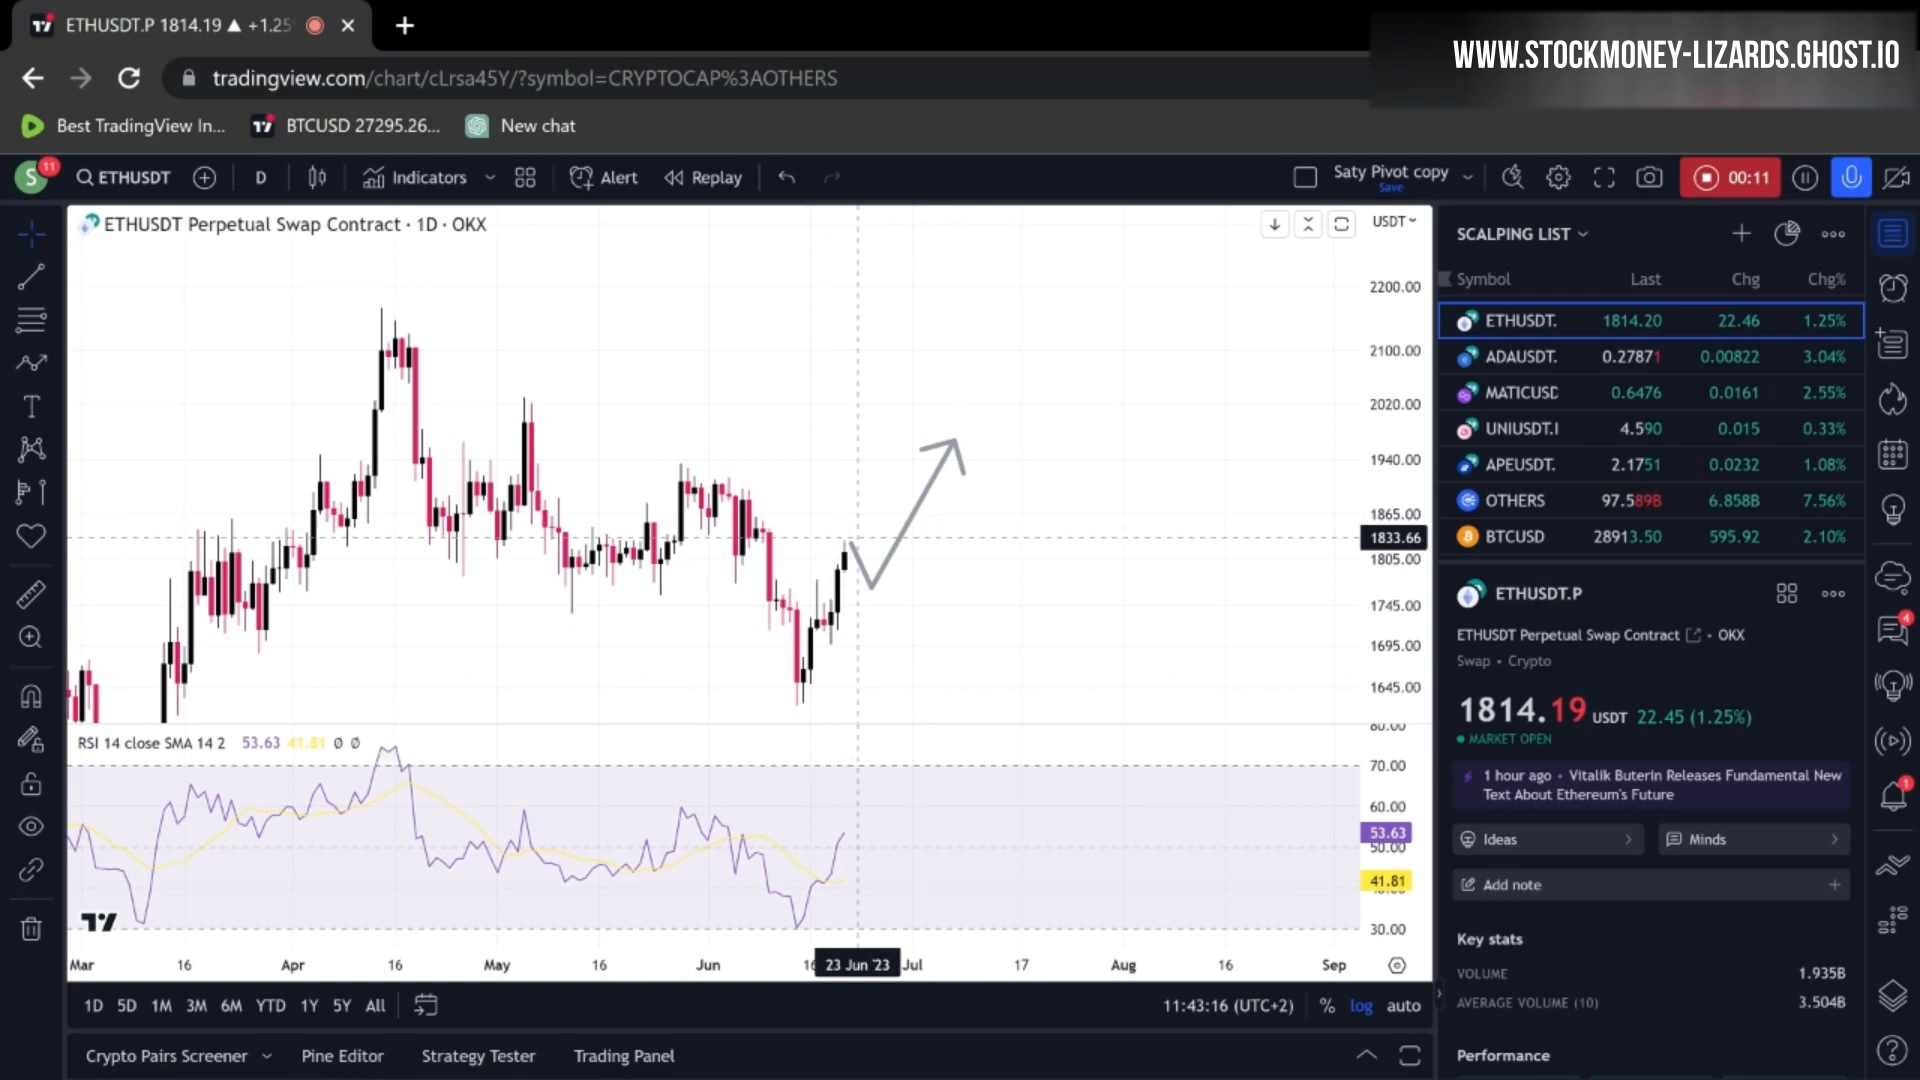 ETHUSDT.P 1814.19 ▲ +1.25
WWW.STOCKMONEY-LIZARDS.GHOST.IO
tradingview.com/chart/cLrsa45Y/?symbol=CRYPTOCAP%3AOTHERS
Best TradingView In... BTCUSD 27295.26... New chat
S 11 ETHUSDT D Indicators Alert Replay Saty Pivot copy 00:11
Save
ETHUSDT Perpetual Swap Contract · 1D · OKX USDT
2200.00
2100.00
2020.00
1940.00
1865.00
1833.66
1805.00
1745.00
1695.00
1645.00
RSI 14 close SMA 14 2 53.63 41.81 Ø Ø
80.00
70.00
60.00
53.63
50.00
41.81
30.00
Mar 16 Apr 16 May 16 Jun 16 23 Jun '23 Jul 17 Aug 16 Sep
1D 5D 1M 3M 6M YTD 1Y 5Y All 11:43:16 (UTC+2) % log auto
Crypto Pairs Screener Pine Editor Strategy Tester Trading Panel
SCALPING LIST
Symbol Last Chg Chg%
ETHUSDT. 1814.20 22.46 1.25%
ADAUSDT. 0.27871 0.00822 3.04%
MATICUSD 0.6476 0.0161 2.55%
UNIUSDT.I 4.590 0.015 0.33%
APEUSDT. 2.1751 0.0232 1.08%
OTHERS 97.589B 6.858B 7.56%
BTCUSD 28913.50 595.92 2.10%
ETHUSDT.P
ETHUSDT Perpetual Swap Contract • OKX
Swap • Crypto
1814.19 USDT 22.45 (1.25%)
MARKET OPEN
1 hour ago • Vitalik Buterin Releases Fundamental New
Text About Ethereum's Future
Ideas Minds
Add note
Key stats
VOLUME 1.935B
AVERAGE VOLUME (10) 3.504B
Performance
4
1